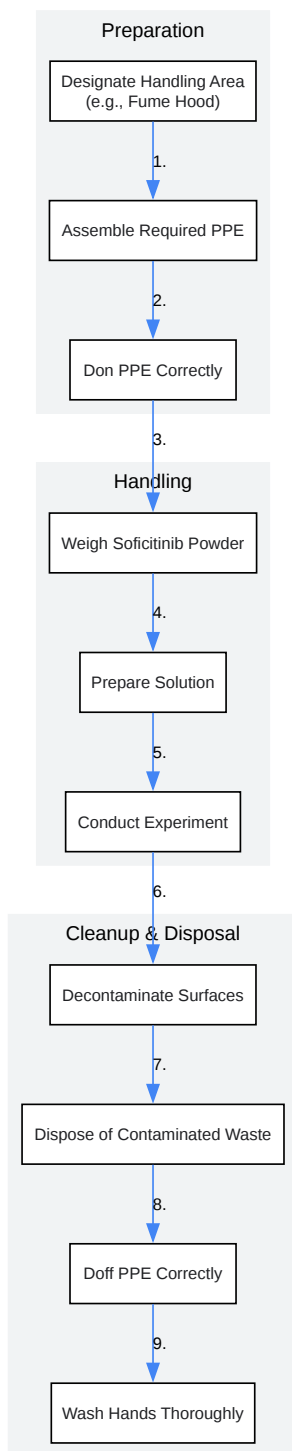 Preparation
Designate Handling Area
(e.g., Fume Hood)
1.
Assemble Required PPE
2.
Don PPE Correctly
3.
Handling
Weigh Soficitinib Powder
4.
Prepare Solution
5.
Conduct Experiment
6.
Cleanup & Disposal
Decontaminate Surfaces
7.
Dispose of Contaminated Waste
8.
Doff PPE Correctly
9.
Wash Hands Thoroughly